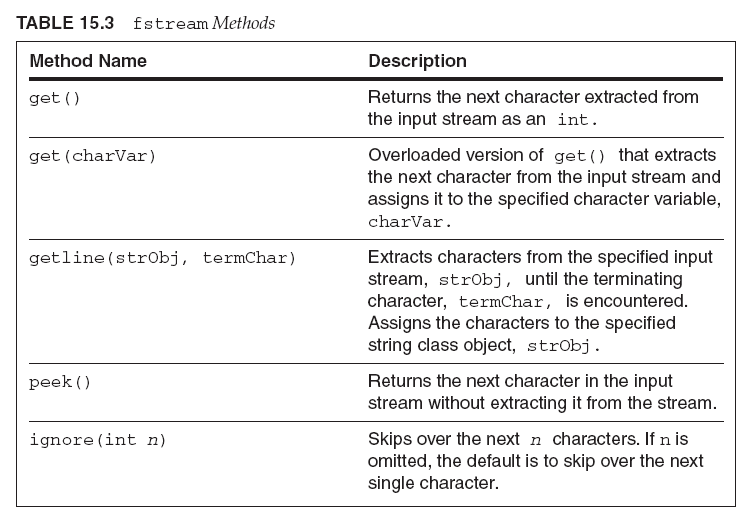 TABLE 15.3 fstream Methods
Method Name Description
get() Returns the next character extracted from
the input stream as an int.
get(charVar) Overloaded version of get() that extracts
the next character from the input stream and
assigns it to the specified character variable,
charVar.
getline(strObj, termChar) Extracts characters from the specified input
stream, strObj, until the terminating
character, termChar, is encountered.
Assigns the characters to the specified
string class object, strObj.
peek() Returns the next character in the input
stream without extracting it from the stream.
ignore(int n) Skips over the next n characters. If n is
omitted, the default is to skip over the next
single character.